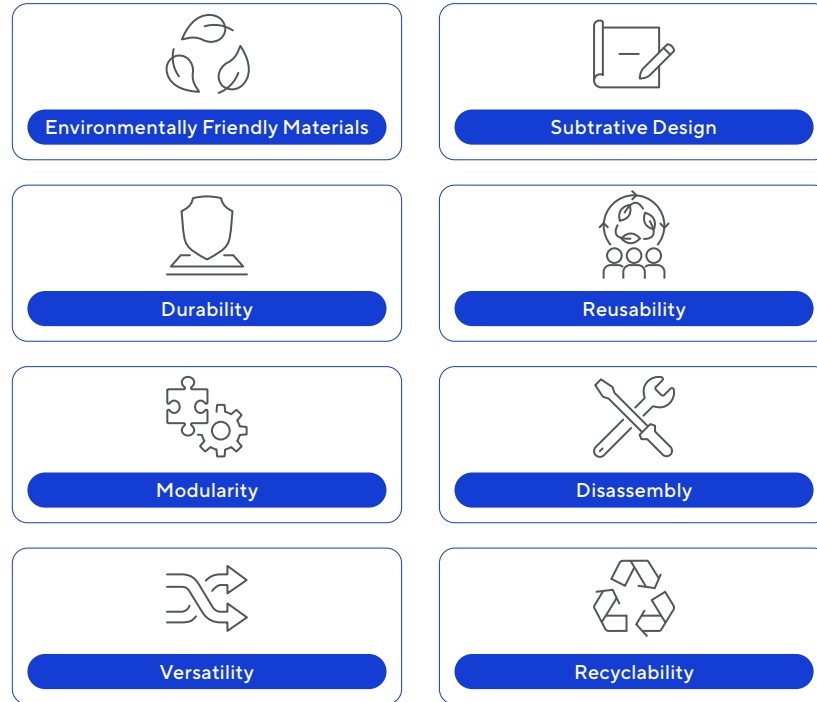 Environmentally Friendly Materials
Subtrative Design
Durability
Reusability
Modularity
Disassembly
Versatility
Recyclability